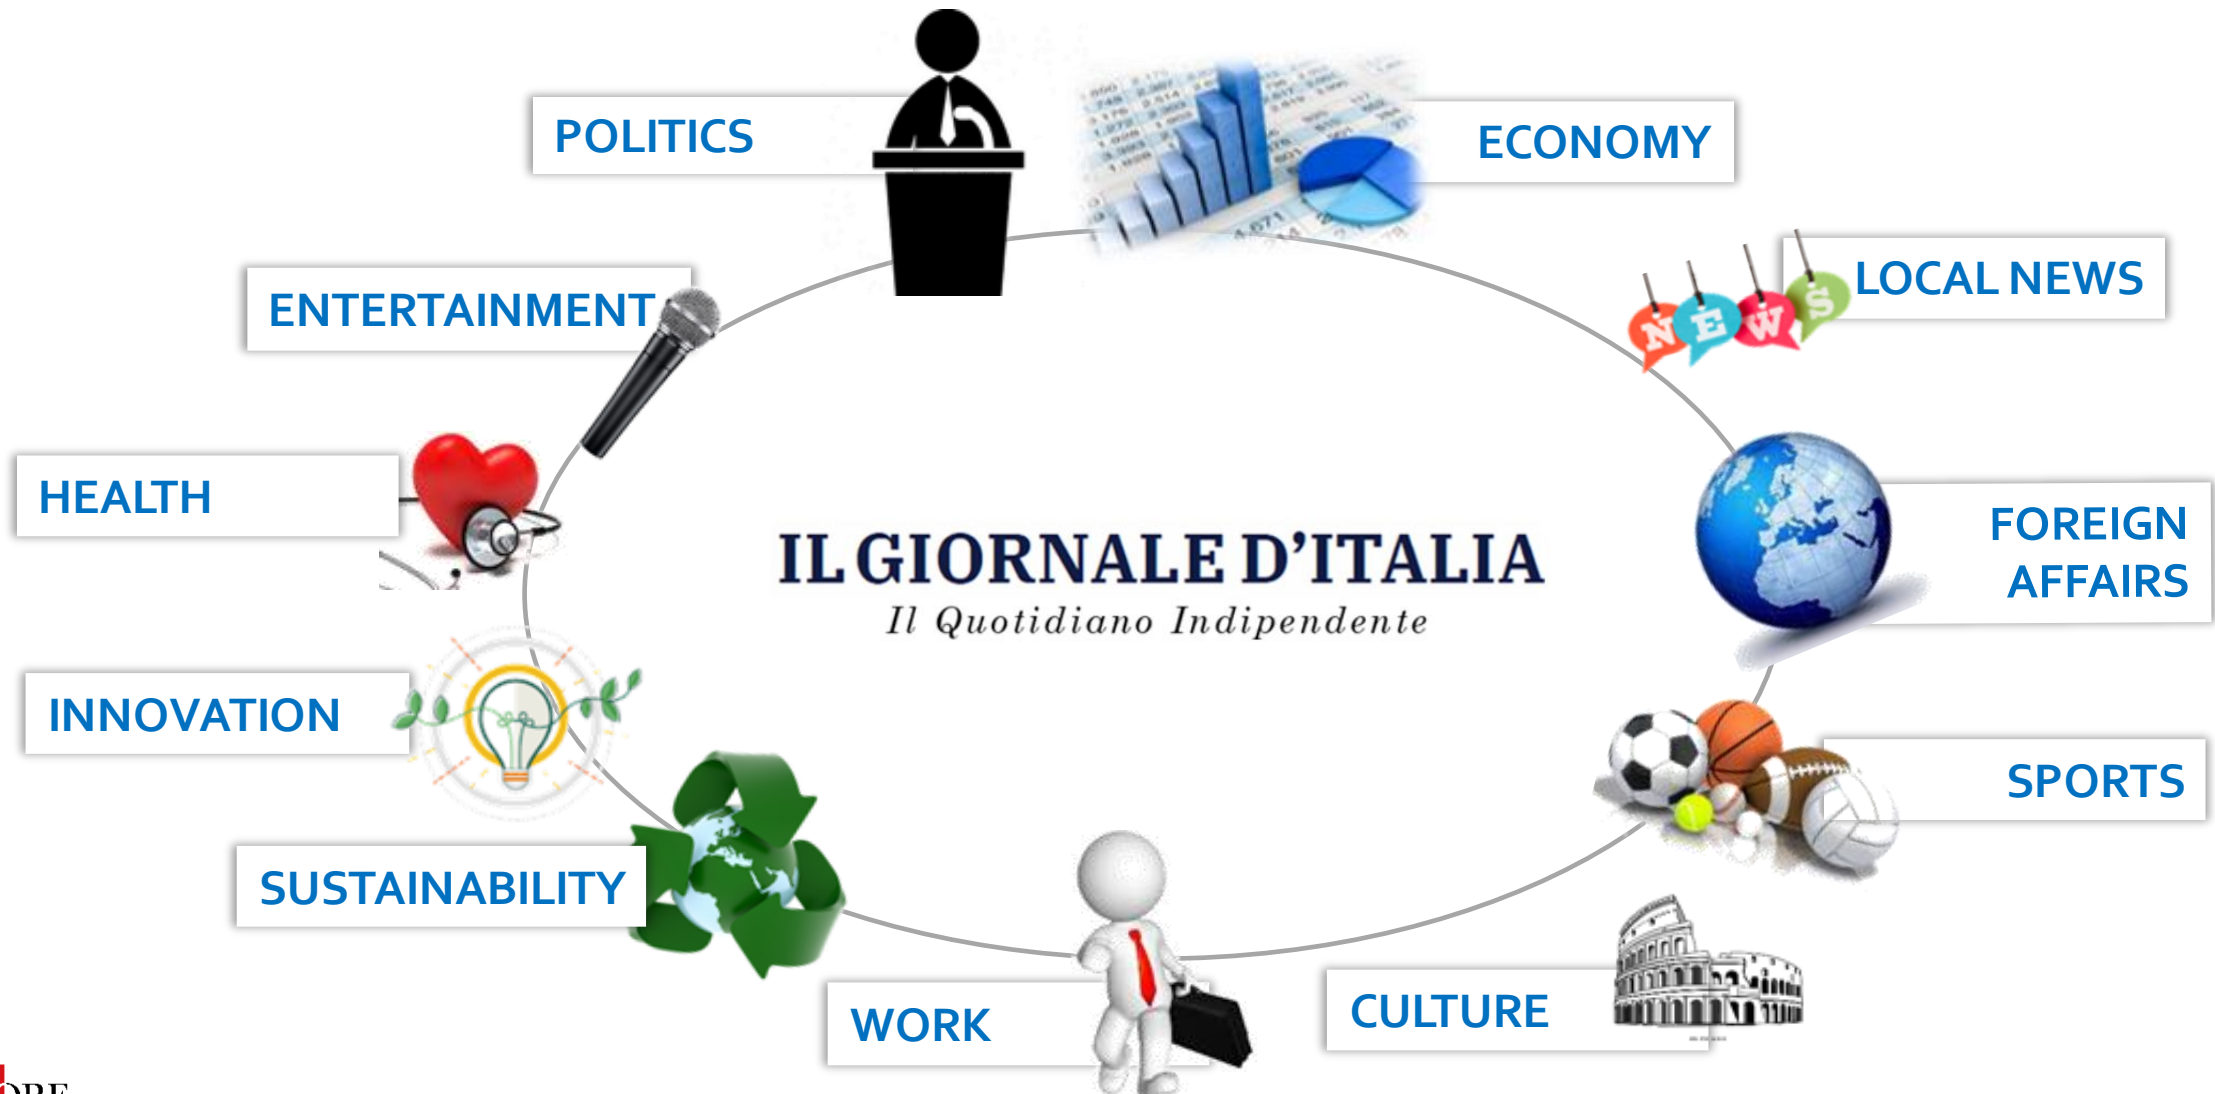 POLITICS
ECONOMY
LOCAL NEWS
NEWS
ENTERTAINMENT
HEALTH
FOREIGN
AFFAIRS
IL GIORNALE D'ITALIA
Il Quotidiano Indipendente
INNOVATION
SPORTS
SUSTAINABILITY
WORK
CULTURE